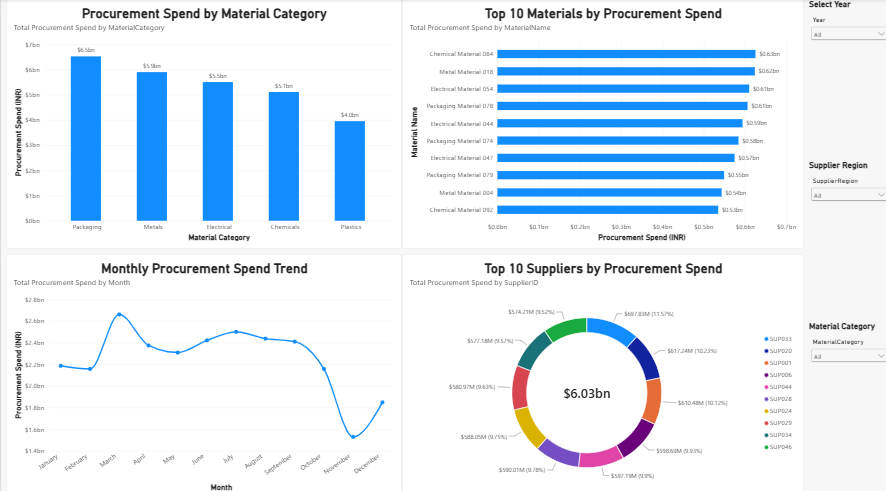 Procurement Spend by Material Category
Total Procurement Spend by MaterialCategory
$7bn
$6bn
$5bn
$4bn
$3bn
$2bn
$1bn
$0bn
Procurement Spend (INR)
$6.5bn
$5.9bn
$5.5bn
$5.1bn
$4.0bn
Packaging
Metals
Electrical
Chemicals
Plastics
Material Category
Top 10 Materials by Procurement Spend
Total Procurement Spend by MaterialName
Material Name
Chemical Material 084 $0.63bn
Metal Material 018 $0.62bn
Electrical Material 054 $0.61bn
Packaging Material 078 $0.61bn
Electrical Material 044 $0.59bn
Packaging Material 074 $0.58bn
Electrical Material 047 $0.57bn
Packaging Material 079 $0.55bn
Metal Material 004 $0.54bn
Chemical Material 092 $0.53bn
$0.0bn $0.1bn $0.2bn $0.3bn $0.4bn $0.5bn $0.6bn $0.7bn
Procurement Spend (INR)
Select Year
Year
All
Supplier Region
SupplierRegion
All
Material Category
MaterialCategory
All
Monthly Procurement Spend Trend
Total Procurement Spend by Month
$2.8bn
$2.6bn
$2.4bn
$2.2bn
$2.0bn
$1.8bn
$1.6bn
$1.4bn
Procurement Spend (INR)
January
February
March
April
May
June
July
August
September
October
November
December
Month
Top 10 Suppliers by Procurement Spend
Total Procurement Spend by SupplierID
$697.83M (11.57%)
$617.24M (10.23%)
$610.48M (10.12%)
$598.69M (9.93%)
$597.19M (9.9%)
$590.01M (9.78%)
$588.05M (9.75%)
$580.97M (9.63%)
$577.18M (9.57%)
$574.21M (9.52%)
$6.03bn
SUP033
SUP020
SUP001
SUP006
SUP044
SUP028
SUP024
SUP029
SUP034
SUP046